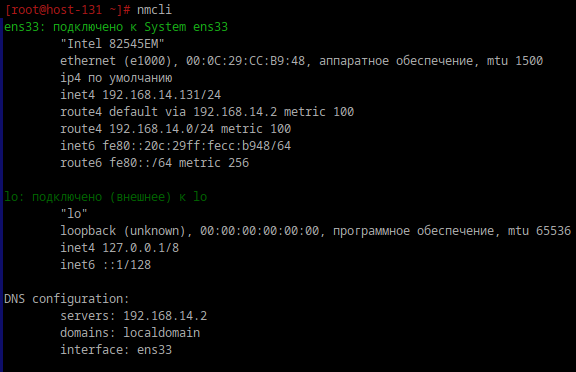 [root@host-131 ~]# nmcli
ens33: подключено к System ens33
"Intel 82545EM"
ethernet (e1000), 00:0C:29:CC:B9:48, аппаратное обеспечение, mtu 1500
ip4 по умолчанию
inet4 192.168.14.131/24
route4 default via 192.168.14.2 metric 100
route4 192.168.14.0/24 metric 100
inet6 fe80::20c:29ff:fecc:b948/64
route6 fe80::/64 metric 256
lo: подключено (внешнее) к lo
"lo"
loopback (unknown), 00:00:00:00:00:00, программное обеспечение, mtu 65536
inet4 127.0.0.1/8
inet6 ::1/128
DNS configuration:
servers: 192.168.14.2
domains: localdomain
interface: ens33